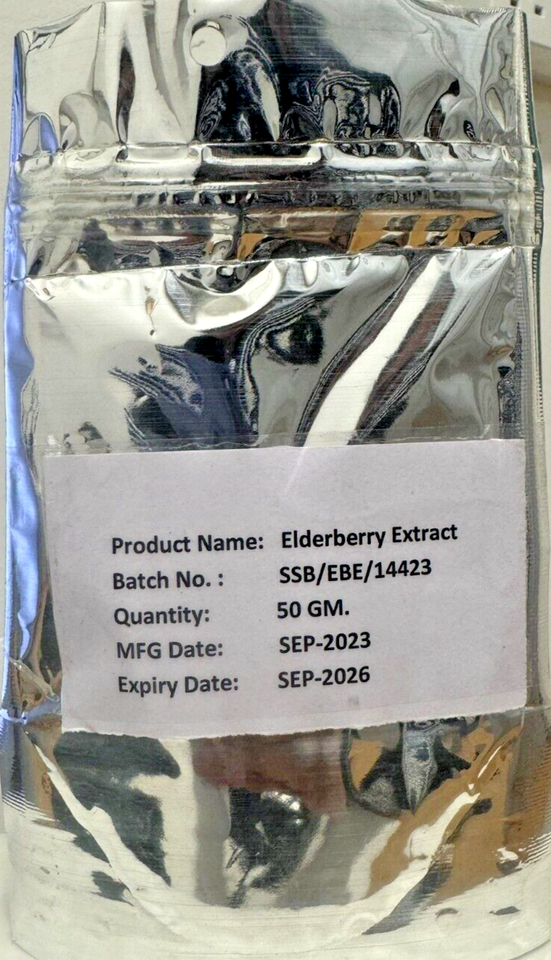 Product Name: Elderberry Extract
Batch No. : SSB/EBE/14423
Quantity: 50 GM.
MFG Date: SEP-2023
Expiry Date: SEP-2026